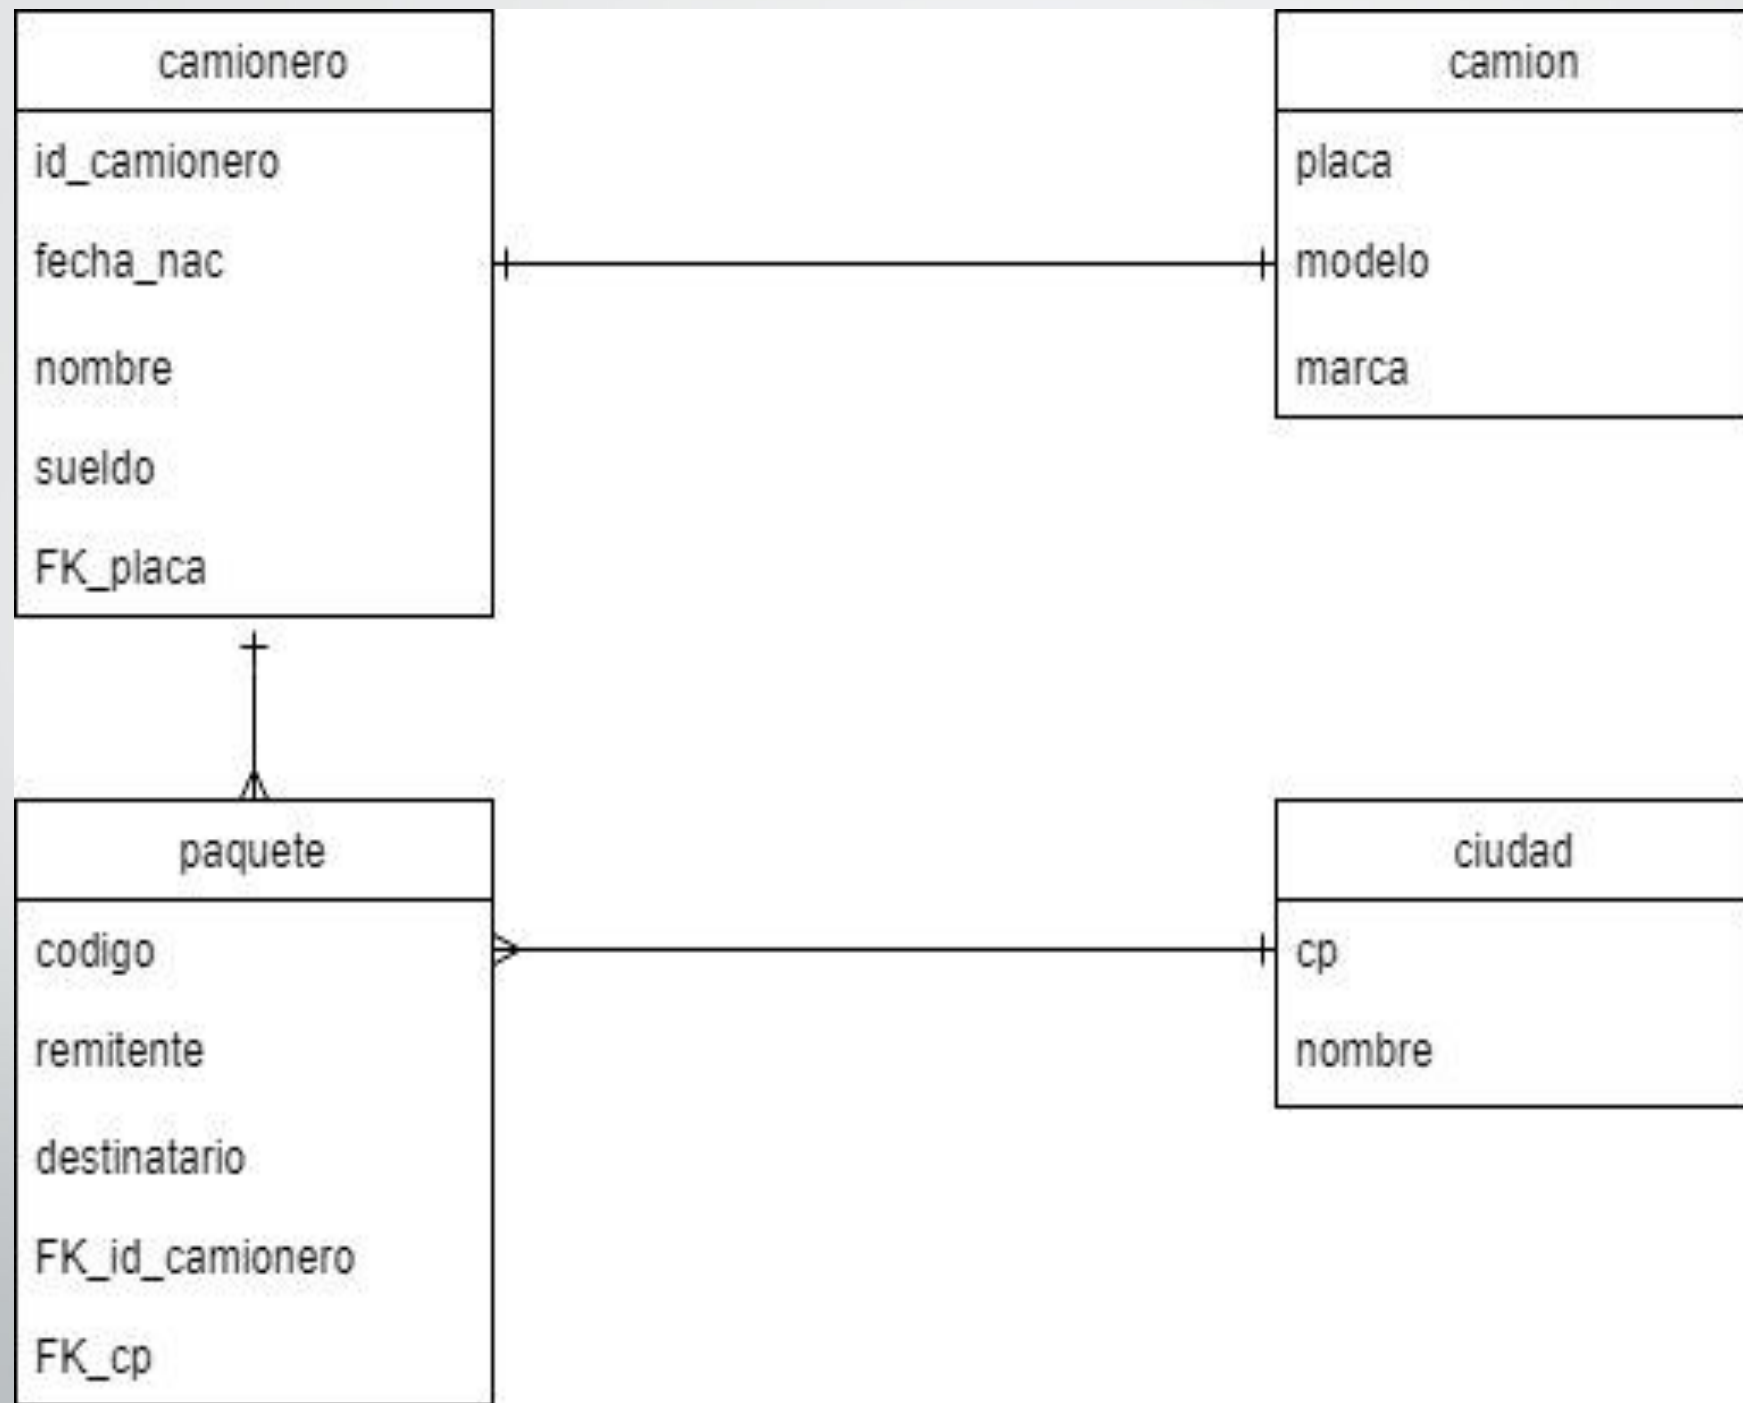 camionero
id_camionero
fecha_nac
nombre
sueldo
FK_placa
camion
placa
modelo
marca
paquete
codigo
remitente
destinatario
FK_id_camionero
FK_cp
ciudad
cp
nombre